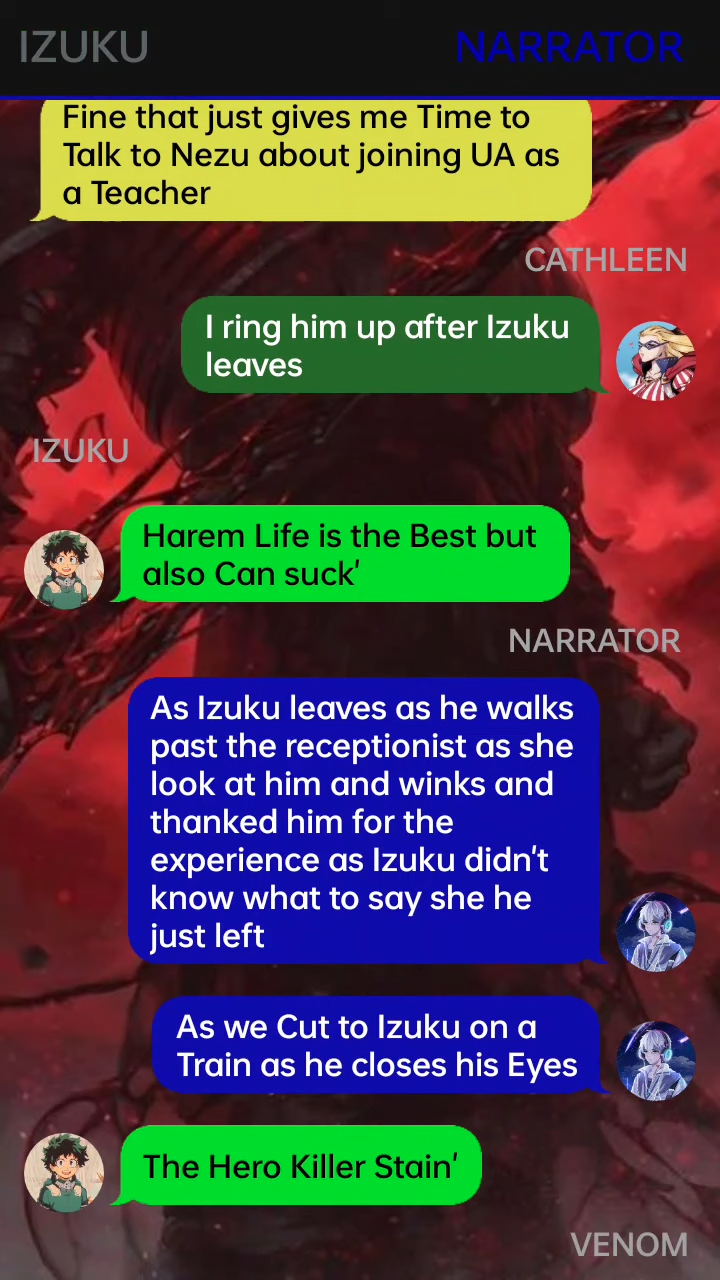 IZUKU
NARRATOR
Fine that just gives me Time to
Talk to Nezu about joining UA as
a Teacher
CATHLEEN
I ring him up after Izuku
leaves
IZUKU
Harem Life is the Best but
also Can suck'
NARRATOR
As Izuku leaves as he walks
past the receptionist as she
look at him and winks and
thanked him for the
experience as Izuku didn't
know what to say she he
just left
As we Cut to Izuku on a
Train as he closes his Eyes
The Hero Killer Stain'
VENOM